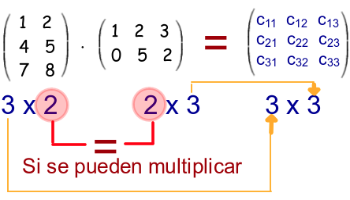 1 2 1 2 3 c11 c12 c13
4 5 · 0 5 2 = c21 c22 c23
7 8 c31 c32 c33
3 x 2 2 x 3 3 x 3
=
Si se pueden multiplicar